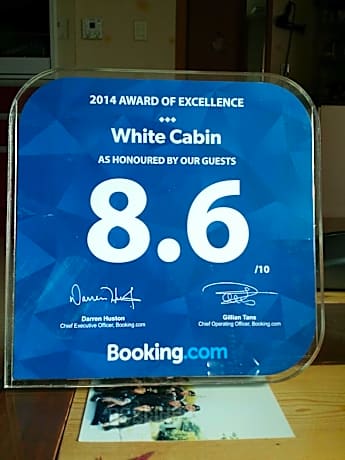 2014 AWARD OF EXCELLENCE
White Cabin
AS HONOURED BY OUR GUESTS
8.6 /10
Darren Huston Gillian Tans
Chief Executive Officer, Booking.com Chief Operating Officer, Booking.com
Booking.com